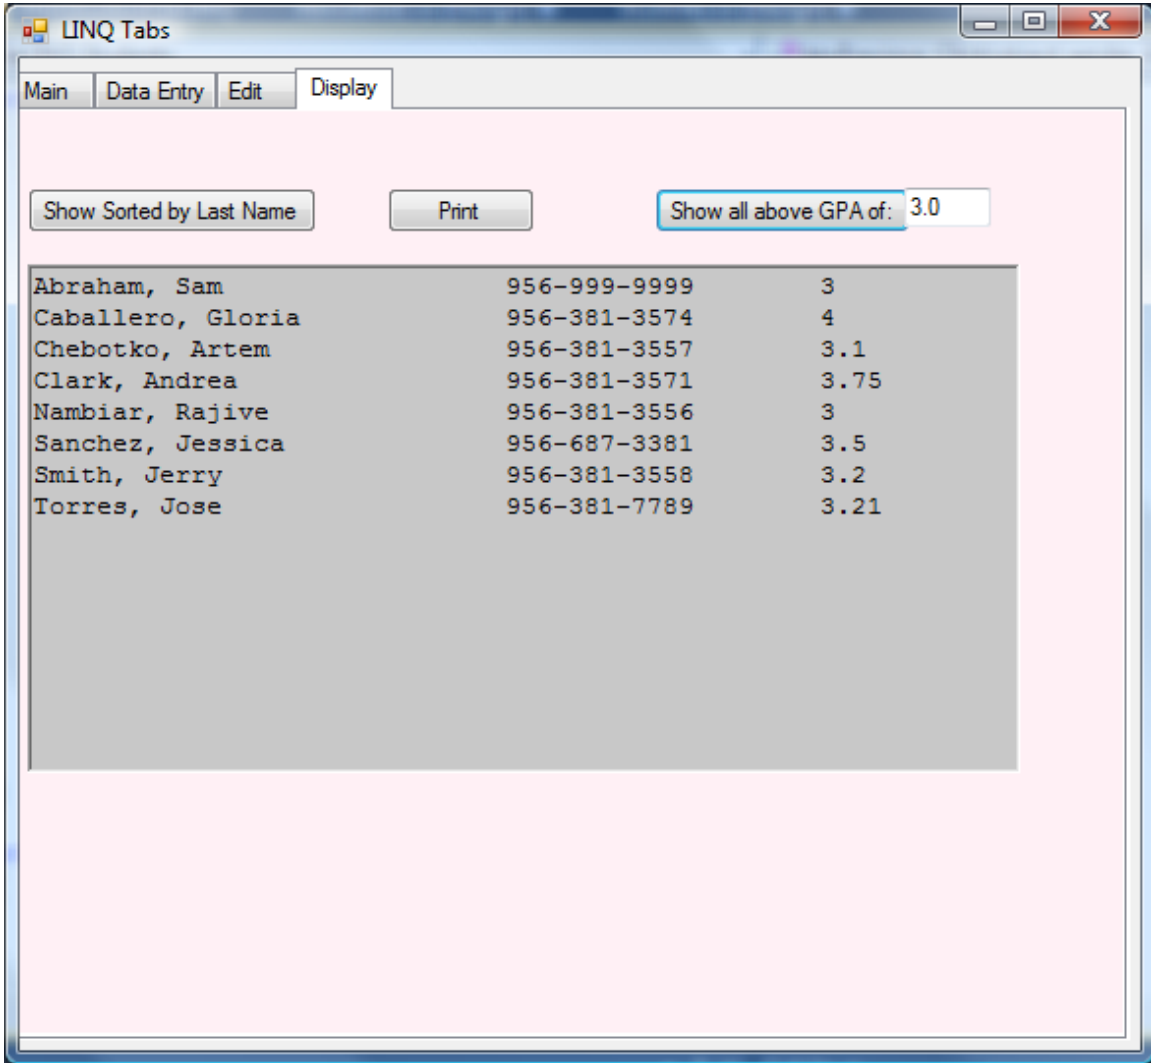 LINQ Tabs
Main Data Entry Edit Display
Show Sorted by Last Name Print Show all above GPA of: 3.0
Abraham, Sam 956-999-9999 3
Caballero, Gloria 956-381-3574 4
Chebotko, Artem 956-381-3557 3.1
Clark, Andrea 956-381-3571 3.75
Nambiar, Rajive 956-381-3556 3
Sanchez, Jessica 956-687-3381 3.5
Smith, Jerry 956-381-3558 3.2
Torres, Jose 956-381-7789 3.21